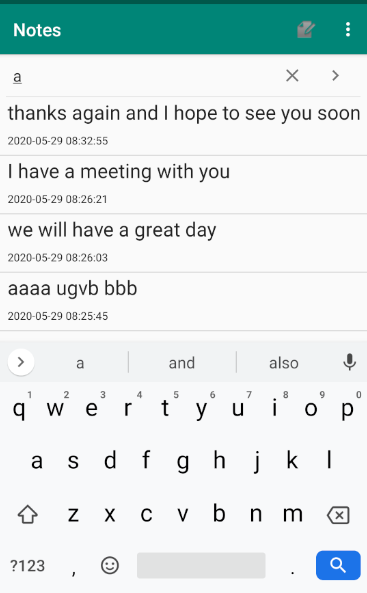 Notes
a
thanks again and I hope to see you soon
2020-05-29 08:32:55
I have a meeting with you
2020-05-29 08:26:21
we will have a great day
2020-05-29 08:26:03
aaaa ugvb bbb
2020-05-29 08:25:45
a and also
1 2 3 4 5 6 7 8 9 0
q w e r t y u i o p
a s d f g h j k l
z x c v b n m
?123 , .